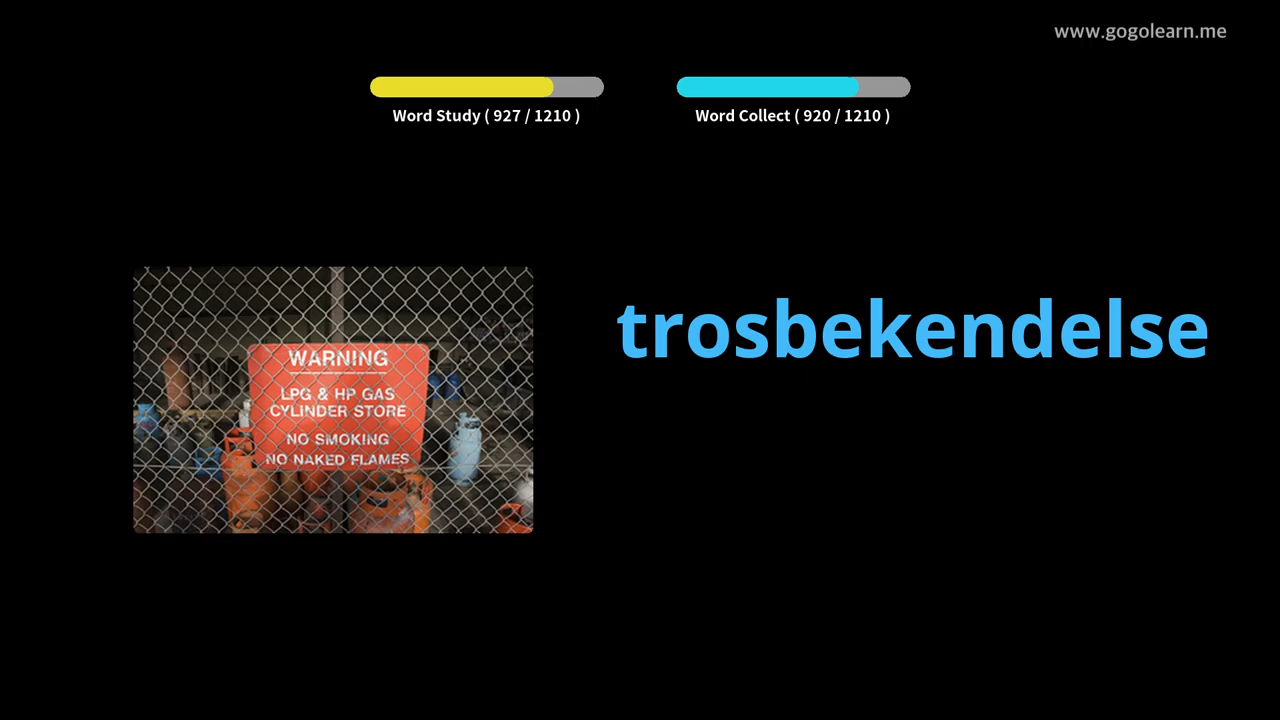 www.gogolearn.me
Word Study ( 927 / 1210 )
Word Collect ( 920 / 1210 )
trosbekendelse
WARNING
LPG & HP GAS
CYLINDER STORE
NO SMOKING
NO NAKED FLAMES